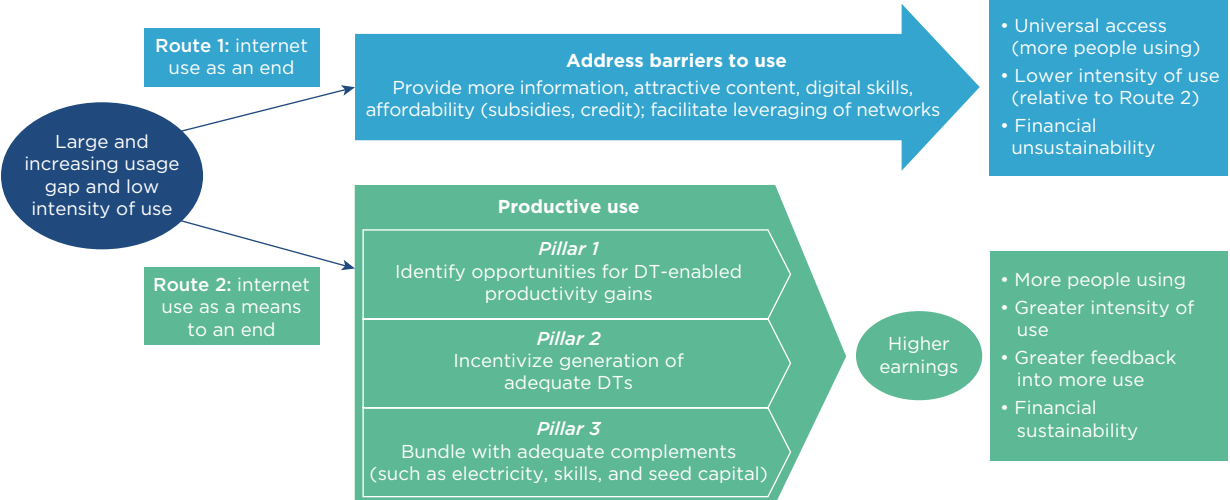 Large and
increasing usage
gap and low
intensity of use
Route 1: internet
use as an end
Address barriers to use
Provide more information, attractive content, digital skills,
affordability (subsidies, credit); facilitate leveraging of networks
• Universal access
(more people using)
• Lower intensity of use
(relative to Route 2)
• Financial
unsustainability
Route 2: internet
use as a means
to an end
Productive use
Pillar 1
Identify opportunities for DT-enabled
productivity gains
Pillar 2
Incentivize generation of
adequate DTs
Pillar 3
Bundle with adequate complements
(such as electricity, skills, and seed capital)
Higher
earnings
• More people using
• Greater intensity of
use
• Greater feedback
into more use
• Financial
sustainability